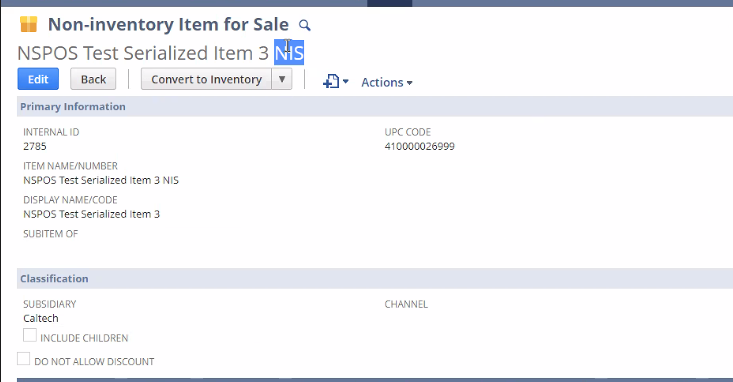 Non-inventory Item for Sale
NSPOS Test Serialized Item 3 NIS
Edit Back Convert to Inventory Actions
Primary Information
INTERNAL ID UPC CODE
2785 410000026999
ITEM NAME/NUMBER
NSPOS Test Serialized Item 3 NIS
DISPLAY NAME/CODE
NSPOS Test Serialized Item 3
SUBITEM OF
Classification
SUBSIDIARY CHANNEL
Caltech
INCLUDE CHILDREN
DO NOT ALLOW DISCOUNT